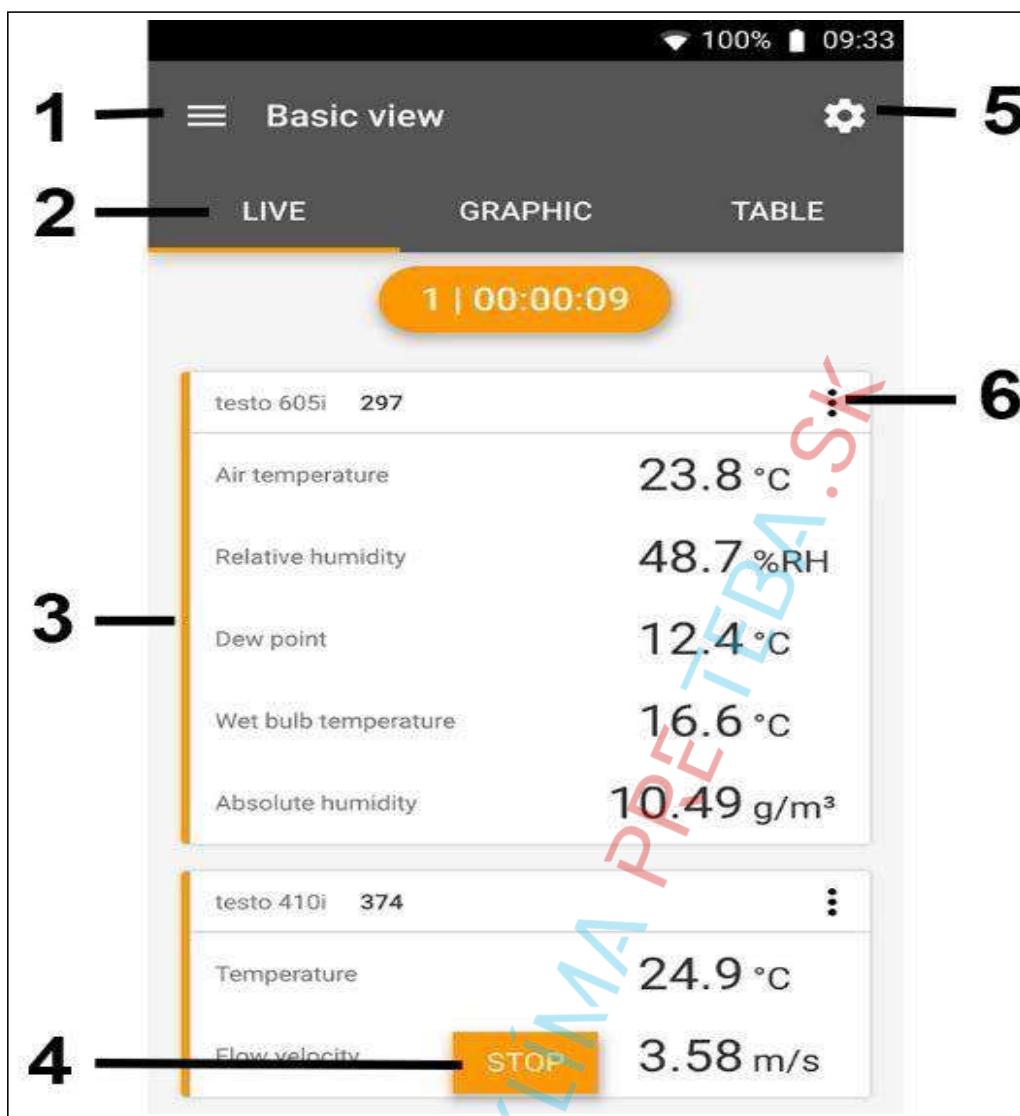 100% 09:33
1 Basic view 5
2 LIVE GRAPHIC TABLE
1 | 00:00:09
testo 605i 297 6
Air temperature 23.8 °C
Relative humidity 48.7 %RH
3 Dew point 12.4 °C
Wet bulb temperature 16.6 °C
Absolute humidity 10.49 g/m³
testo 410i 374
Temperature 24.9 °C
4 Flow velocity STOP 3.58 m/s
PRE TEBA.SK